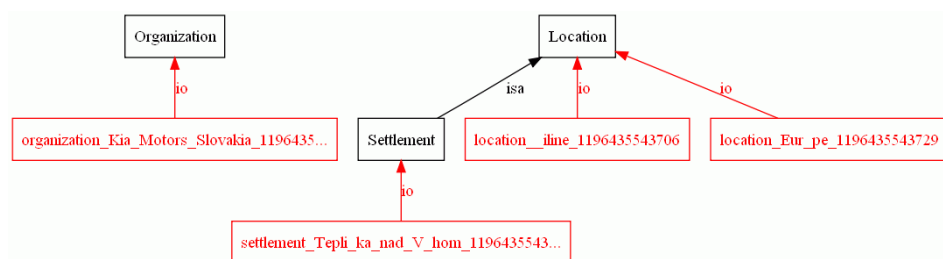 Organization
Location
io
isa
io
io
organization_Kia_Motors_Slovakia_1196435...
Settlement
location__iline_1196435543706
location_Eur_pe_1196435543729
io
settlement_Tepli_ka_nad_V_hom_1196435543...